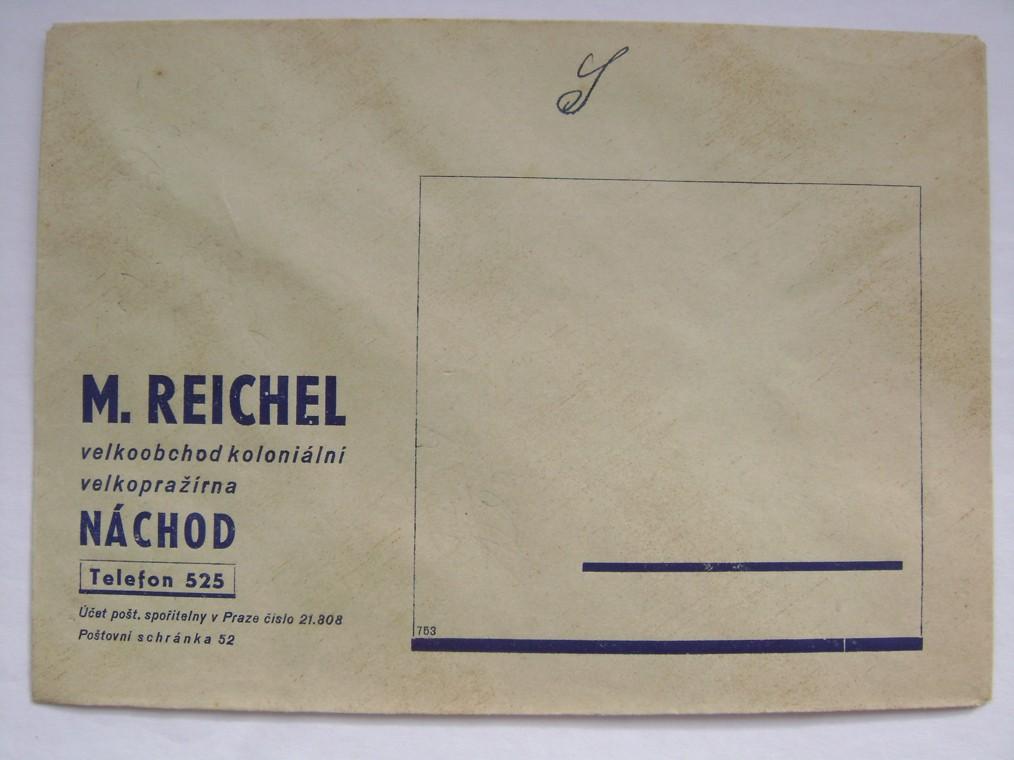 M. REICHEL
velkoobchod koloniální
velkopražírna
NÁCHOD
Telefon 525
Účet pošt. spořitelny v Praze číslo 21.808
Poštovní schránka 52
753